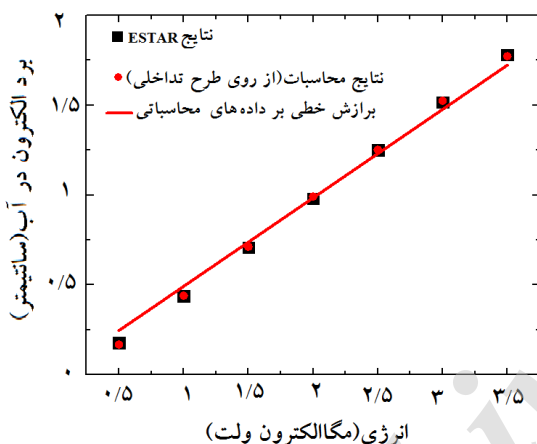 ۲
نتایج ESTAR
نتایج محاسبات(از روی طرح تداخلی)
برازش خطی بر داده‌های محاسباتی
۱/۵
۱
۰/۵
۰
برد الکترون در آب(سانتیمتر)
۰/۵ ۱ ۱/۵ ۲ ۲/۵ ۳ ۳/۵
انرژی(مگاالکترون ولت)